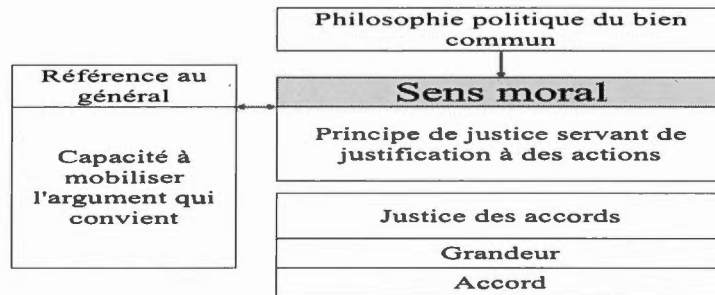 Philosophie politique du bien
commun
Référence au
général
Capacité à
mobiliser
l'argument qui
convient
Sens moral
Principe de justice servant de
justification à des actions
Justice des accords
Grandeur
Accord